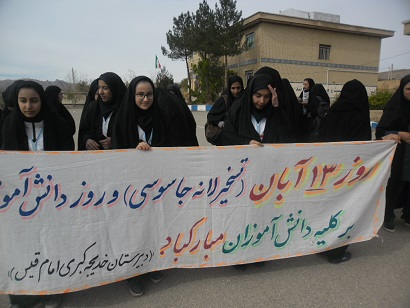 روز ۱۳ آبان (تسخیر لانه جاسوسی) و روز دانش آموز
بر کلیه دانش آموزان مبارکباد.
(دبیرستان خدیجه کبری امام قیس)